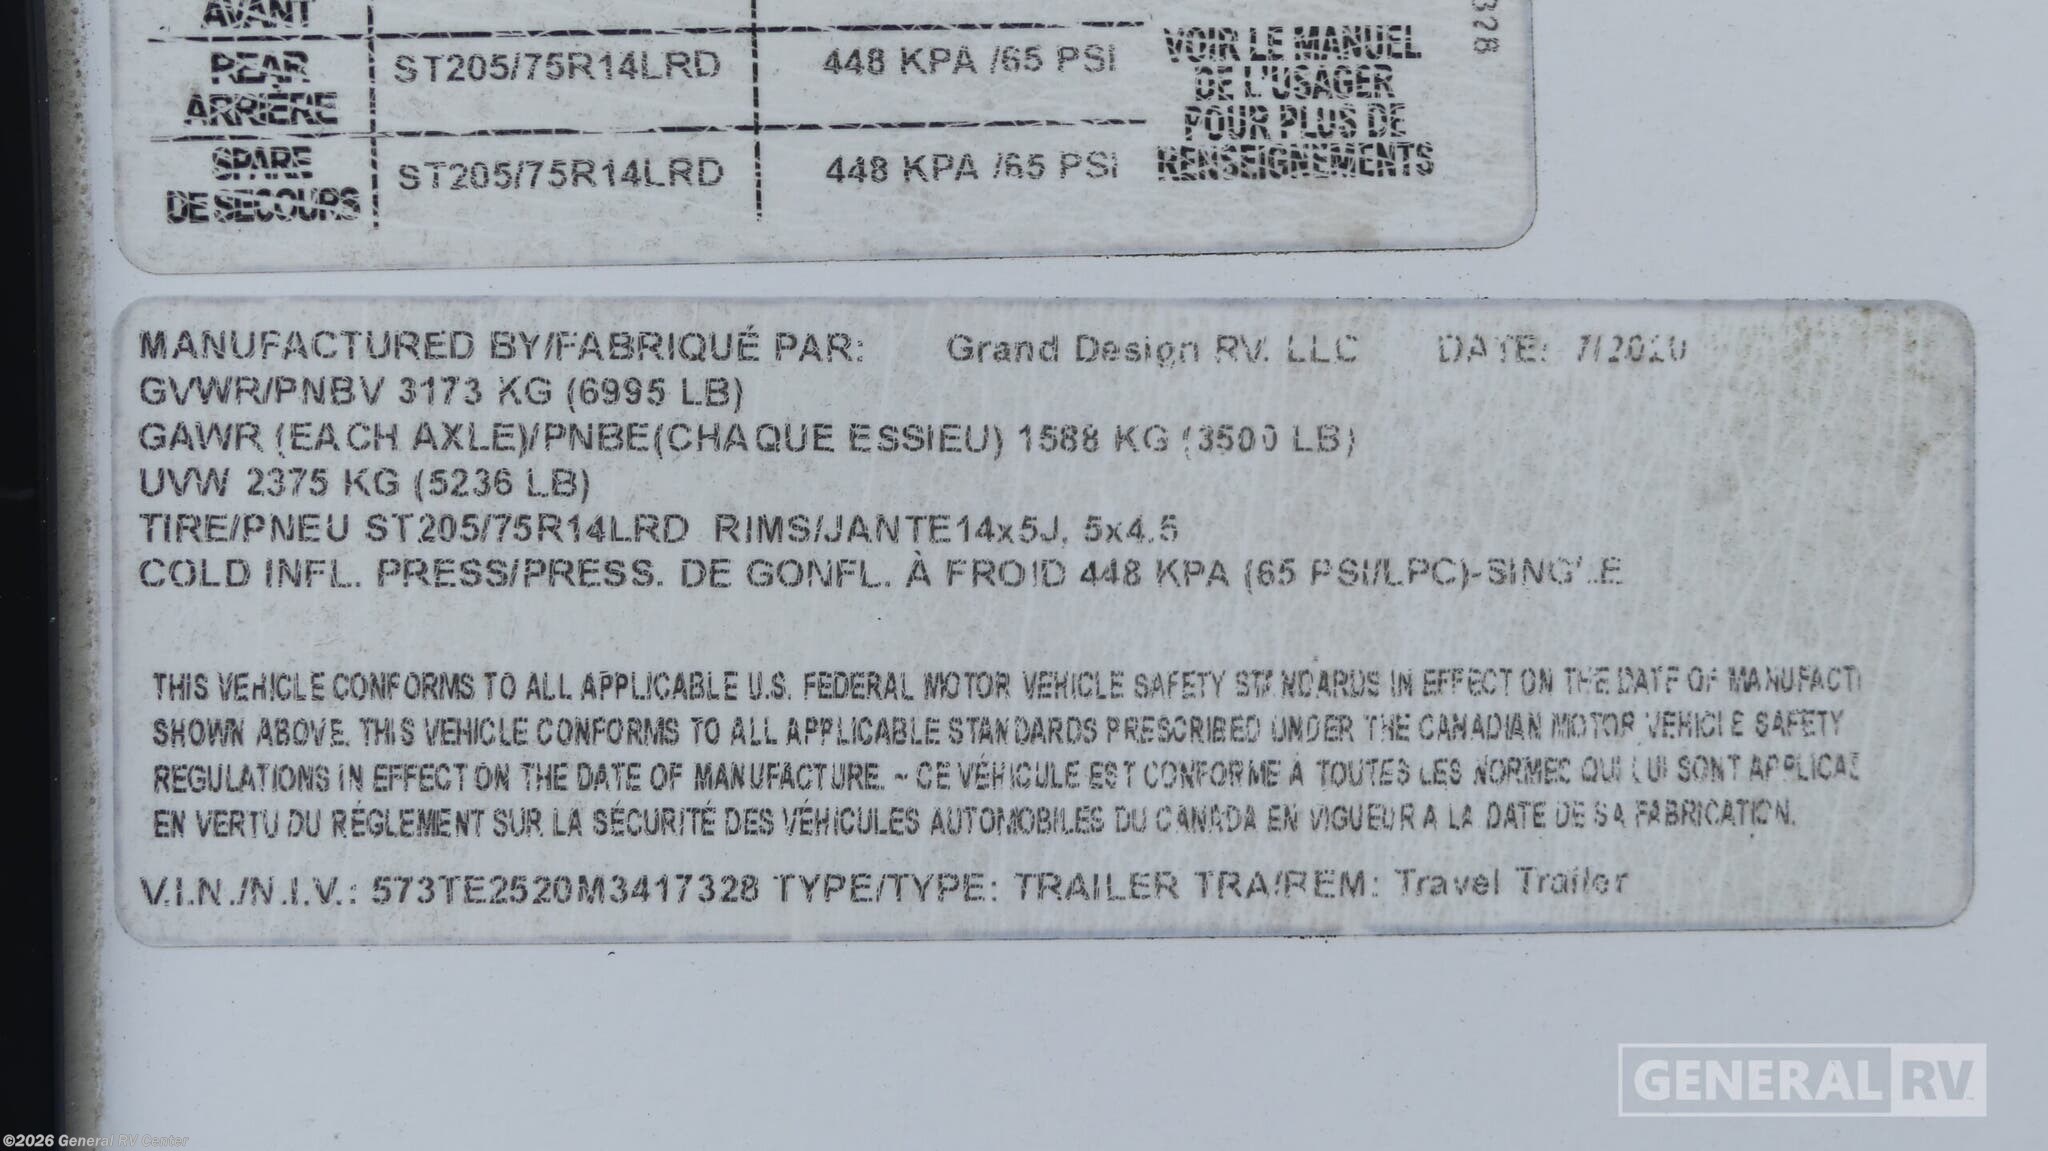 AVANT
REAR
ARRIÈRE
ST205/75R14LRD
448 KPA /65 PSI
SPARE
DE SECOURS
ST205/75R14LRD
448 KPA /65 PSI
VOIR LE MANUEL
DE L'USAGER
POUR PLUS DE
RENSEIGNEMENTS
328
MANUFACTURED BY/FABRIQUÉ PAR: Grand Design RV, LLC DATE: 7/2020
GVWR/PNBV 3173 KG (6995 LB)
GAWR (EACH AXLE)/PNBE(CHAQUE ESSIEU) 1588 KG (3500 LB)
UVW 2375 KG (5236 LB)
TIRE/PNEU ST205/75R14LRD RIMS/JANTE14x5J, 5x4.5
COLD INFL. PRESS/PRESS. DE GONFL. À FROID 448 KPA (65 PSI/LPC)-SINGLE
THIS VEHICLE CONFORMS TO ALL APPLICABLE U.S. FEDERAL MOTOR VEHICLE SAFETY STANDARDS IN EFFECT ON THE DATE OF MANUFACT
SHOWN ABOVE. THIS VEHICLE CONFORMS TO ALL APPLICABLE STANDARDS PRESCRIBED UNDER THE CANADIAN MOTOR VEHICLE SAFETY
REGULATIONS IN EFFECT ON THE DATE OF MANUFACTURE. ~ CE VÉHICULE EST CONFORME À TOUTES LES NORMES QUI LUI SONT APPLICAB
EN VERTU DU RÉGLEMENT SUR LA SÉCURITÉ DES VÉHICULES AUTOMOBILES DU CANADA EN VIGUEUR A LA DATE DE SA FABRICATION.
V.I.N./N.I.V.: 573TE2520M3417328 TYPE/TYPE: TRAILER TRA/REM: Travel Trailer
GENERAL RV
©2026 General RV Center